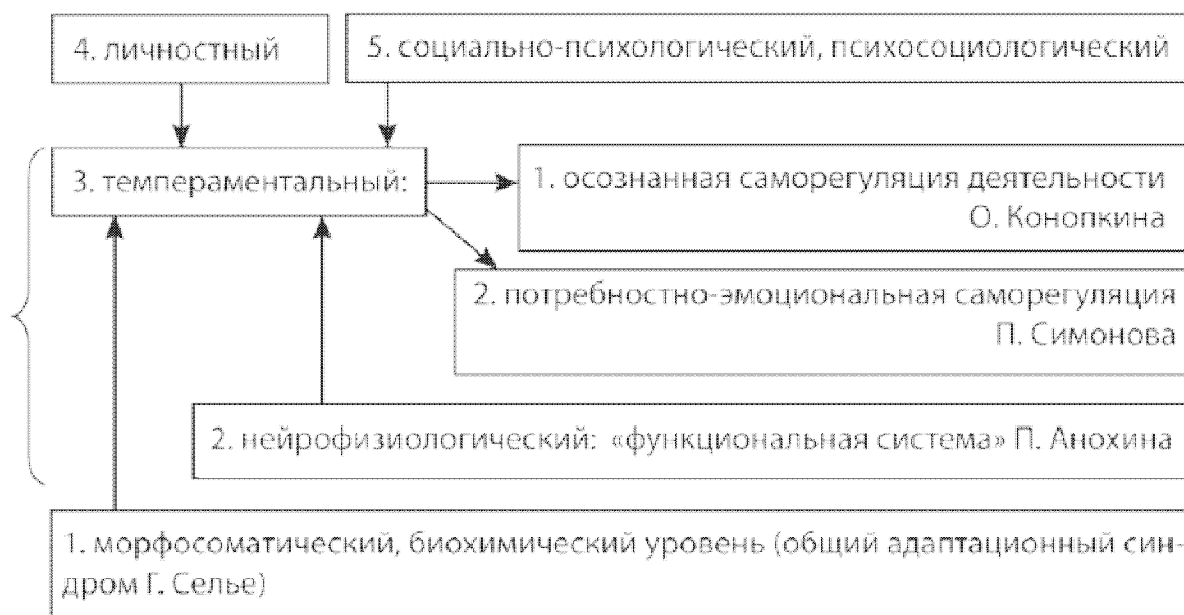 4. личностный
5. социально-психологический, психосоциологический
3. темпераментальный:
1. осознанная саморегуляция деятельности
О. Конопкина
2. потребностно-эмоциональная саморегуляция
П. Симонова
2. нейрофизиологический: «функциональная система» П. Анохина
1. морфосоматический, биохимический уровень (общий адаптационный син-
дром Г. Селье)